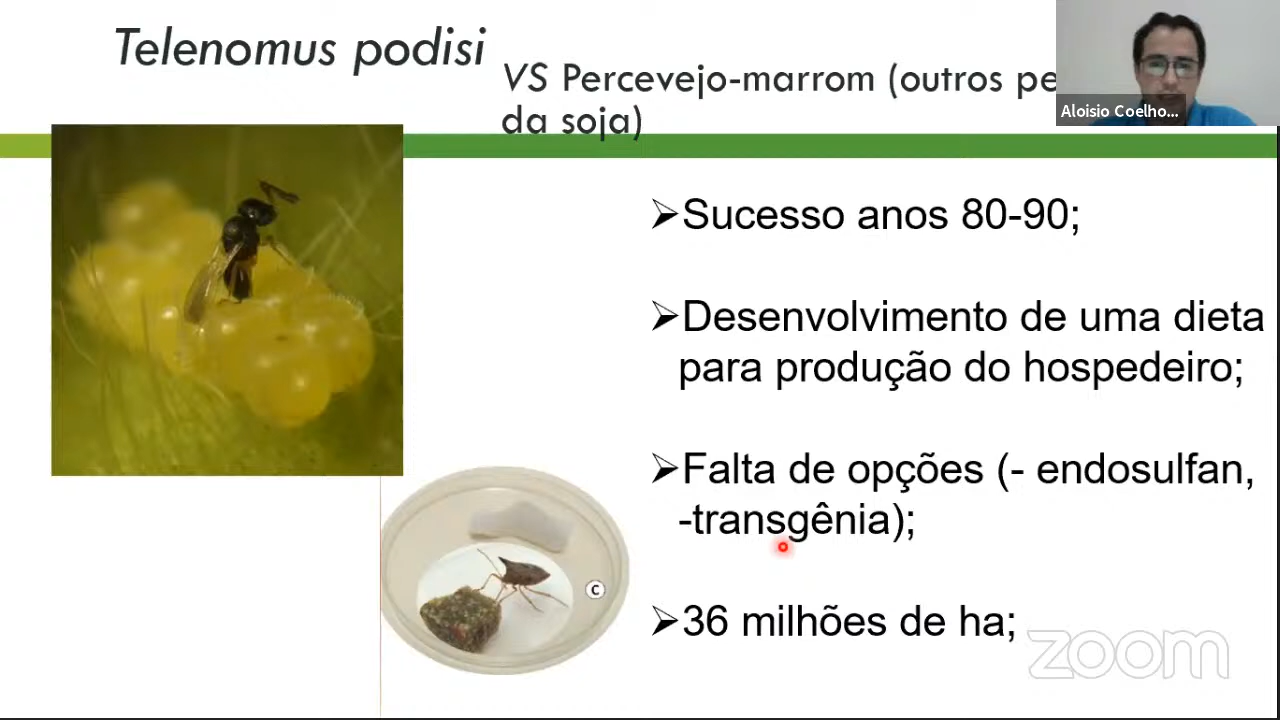 Telenomus podisi
VS Percevejo-marrom (outros
da soja)
Aloisio Coelho...
➢Sucesso anos 80-90;
➢Desenvolvimento de uma dieta
para produção do hospedeiro;
➢Falta de opções (- endosulfan,
-transgênia);
C
➢36 milhões de ha;
zoom